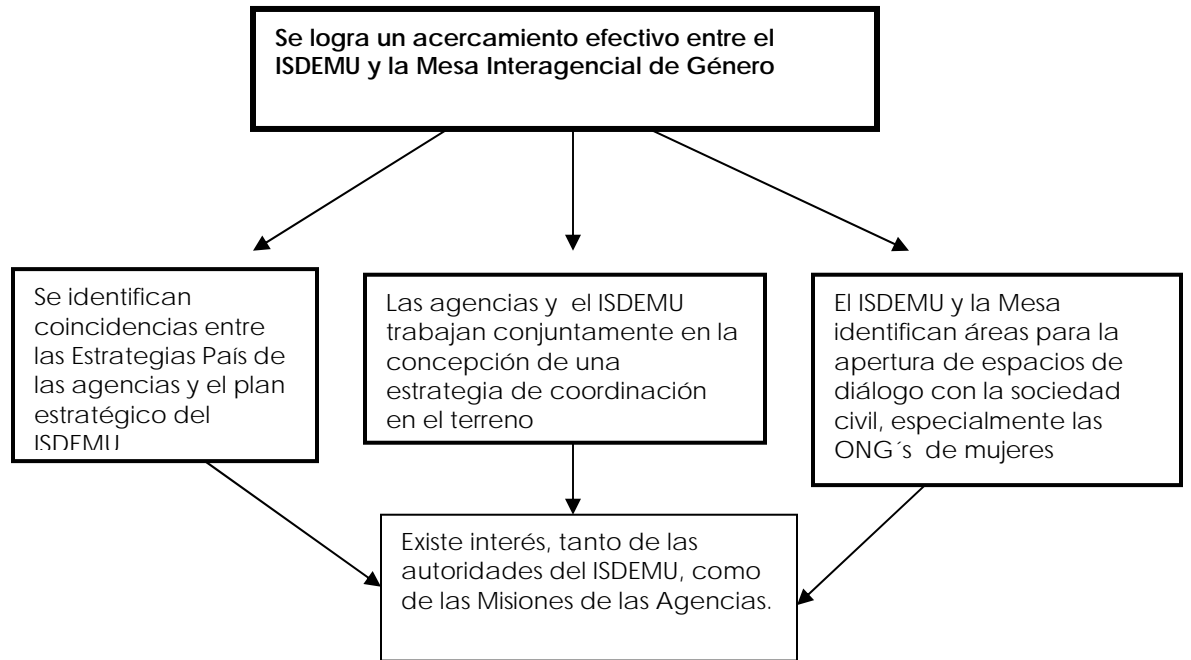 Se logra un acercamiento efectivo entre el
ISDEMU y la Mesa Interagencial de Género
Se identifican
coincidencias entre
las Estrategias País de
las agencias y el plan
estratégico del
ISDEMU
Las agencias y el ISDEMU
trabajan conjuntamente en la
concepción de una
estrategia de coordinación
en el terreno
El ISDEMU y la Mesa
identifican áreas para la
apertura de espacios de
diálogo con la sociedad
civil, especialmente las
ONG´s de mujeres
Existe interés, tanto de las
autoridades del ISDEMU, como
de las Misiones de las Agencias.